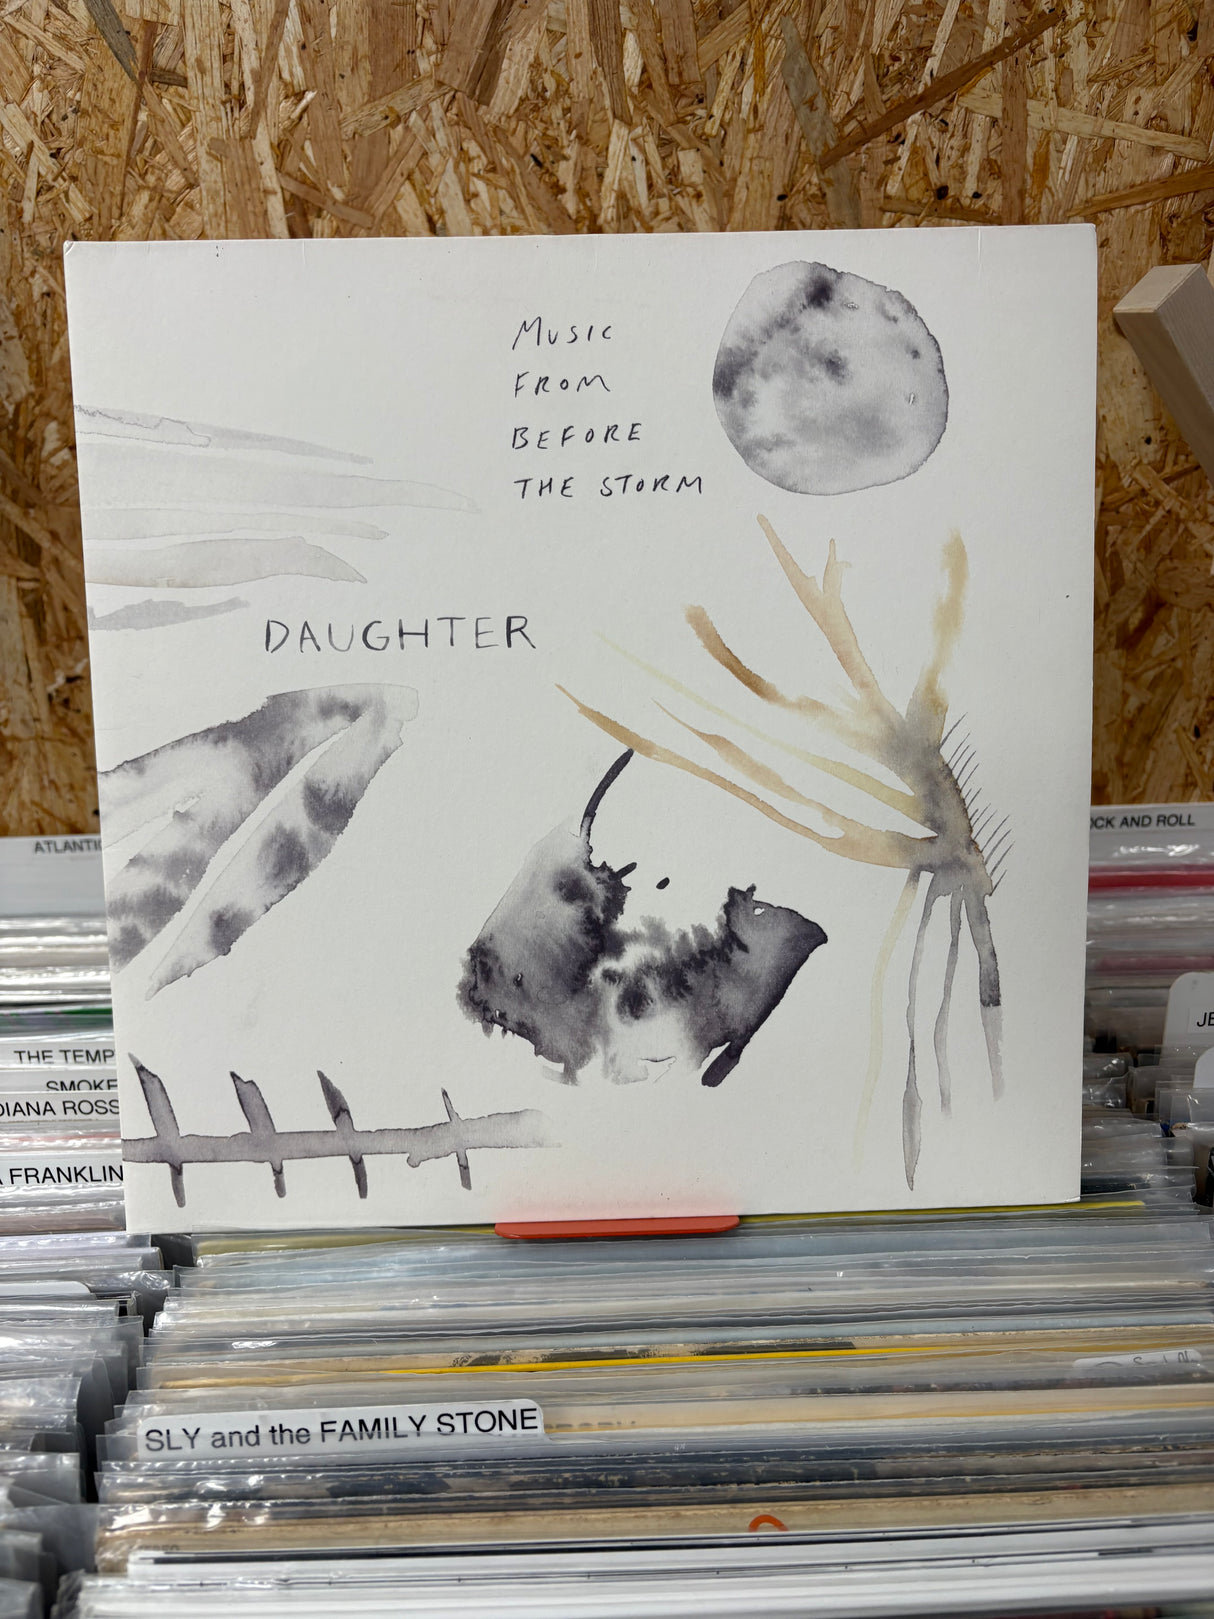 MUSIC
FROM
BEFORE
THE STORM
DAUGHTER
ATLANTIC
CK AND ROLL
THE TEMP
SMOKE
DIANA ROSS
FRANKLIN
JE
SLY and the FAMILY STONE